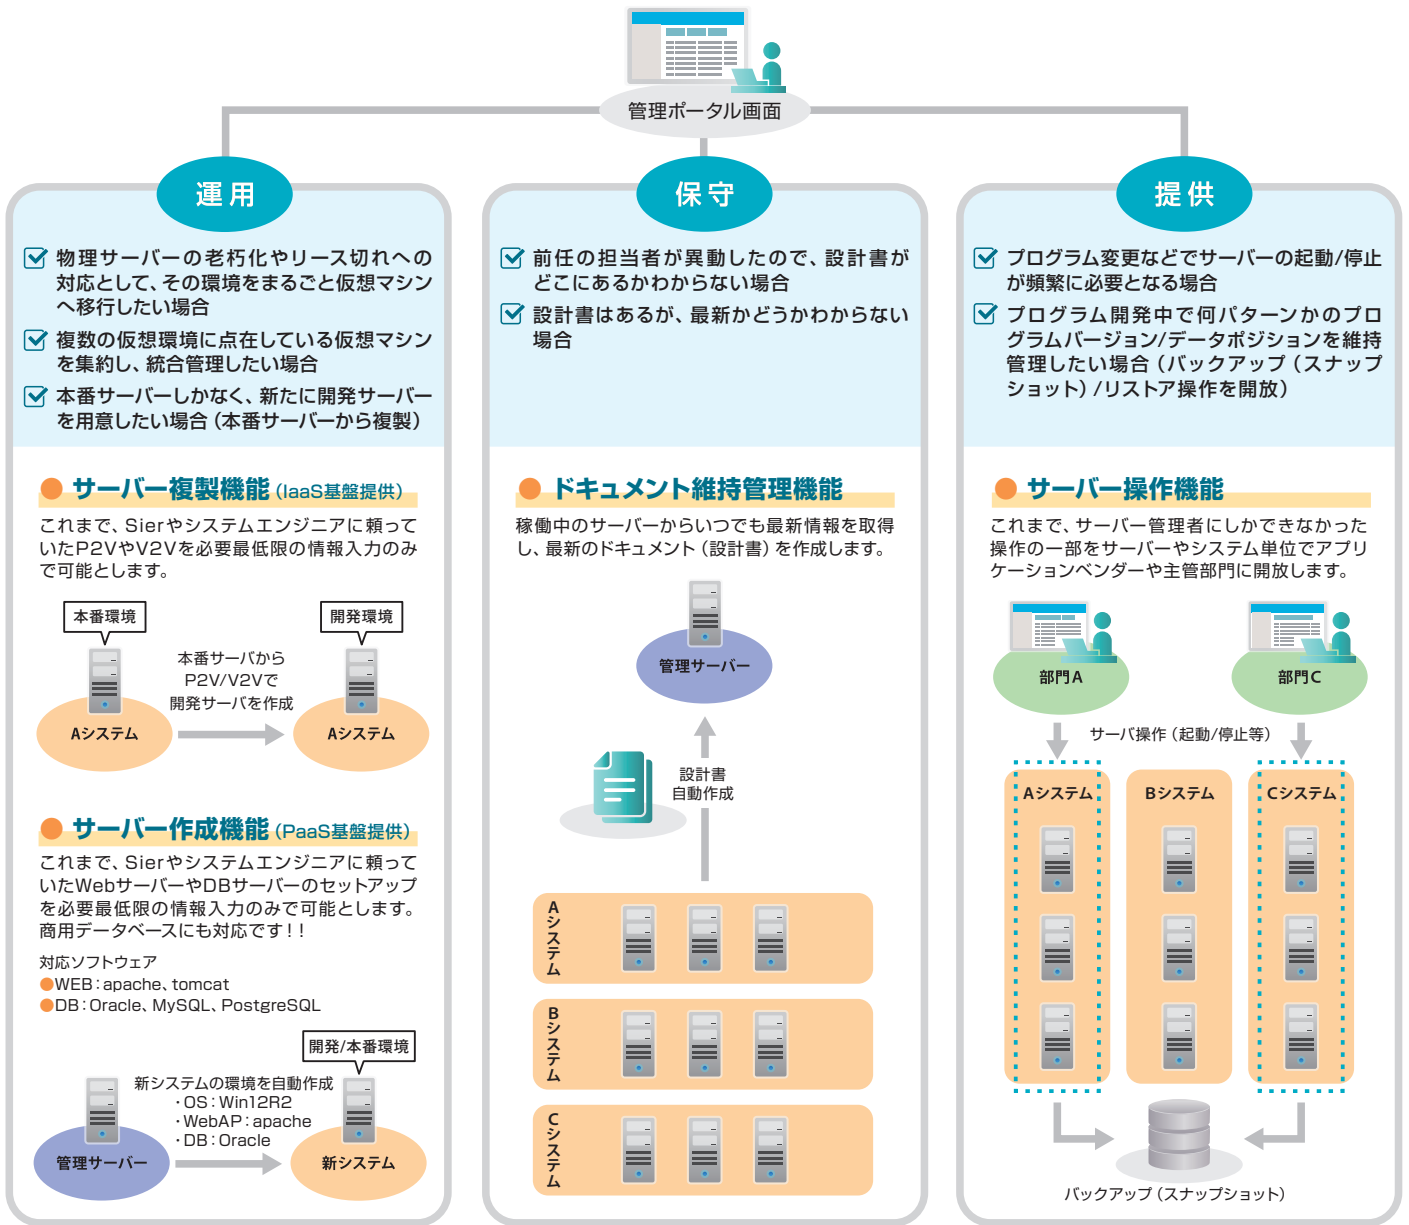 管理ポータル画面
運用
物理サーバーの老朽化やリース切れへの
対応として、その環境をまるごと仮想マシン
へ移行したい場合
複数の仮想環境に点在している仮想マシン
を集約し、統合管理したい場合
本番サーバーしかなく、新たに開発サーバー
を用意したい場合（本番サーバーから複製）
● サーバー複製機能（IaaS基盤提供）
これまで、Sierやシステムエンジニアに頼って
いたP2VやV2Vを必要最低限の情報入力のみ
で可能とします。
本番環境
開発環境
本番サーバから
P2V/V2Vで
開発サーバを作成
Aシステム
Aシステム
● サーバー作成機能（PaaS基盤提供）
これまで、Sierやシステムエンジニアに頼って
いたWebサーバーやDBサーバーのセットアップ
を必要最低限の情報入力のみで可能とします。
商用データベースにも対応です！！
対応ソフトウェア
●WEB：apache、tomcat
●DB：Oracle、MySQL、PostgreSQL
開発/本番環境
新システムの環境を自動作成
・OS：Win12R2
・WebAP：apache
・DB：Oracle
管理サーバー
新システム
保守
前任の担当者が異動したので、設計書が
どこにあるかわからない場合
設計書はあるが、最新かどうかわからない
場合
● ドキュメント維持管理機能
稼働中のサーバーからいつでも最新情報を取得
し、最新のドキュメント（設計書）を作成します。
管理サーバー
設計書
自動作成
Aシステム
Bシステム
Cシステム
提供
プログラム変更などでサーバーの起動/停止
が頻繁に必要となる場合
プログラム開発中で何パターンかのプロ
グラムバージョン/データポジションを維持
管理したい場合（バックアップ（スナップ
ショット）/リストア操作を開放）
● サーバー操作機能
これまで、サーバー管理者にしかできなかった
操作の一部をサーバーやシステム単位でアプリ
ケーションベンダーや主管部門に開放します。
部門A
部門C
サーバ操作（起動/停止等）
Aシステム
Bシステム
Cシステム
バックアップ（スナップショット）